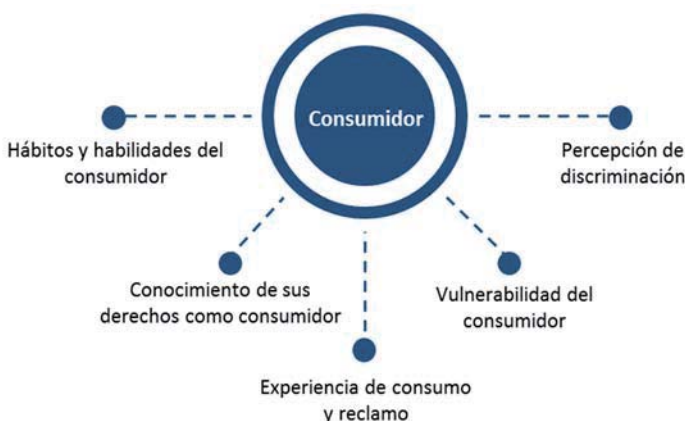 Consumidor
Hábitos y habilidades del
consumidor
Percepción de
discriminación
Conocimiento de sus
derechos como consumidor
Vulnerabilidad del
consumidor
Experiencia de consumo
y reclamo